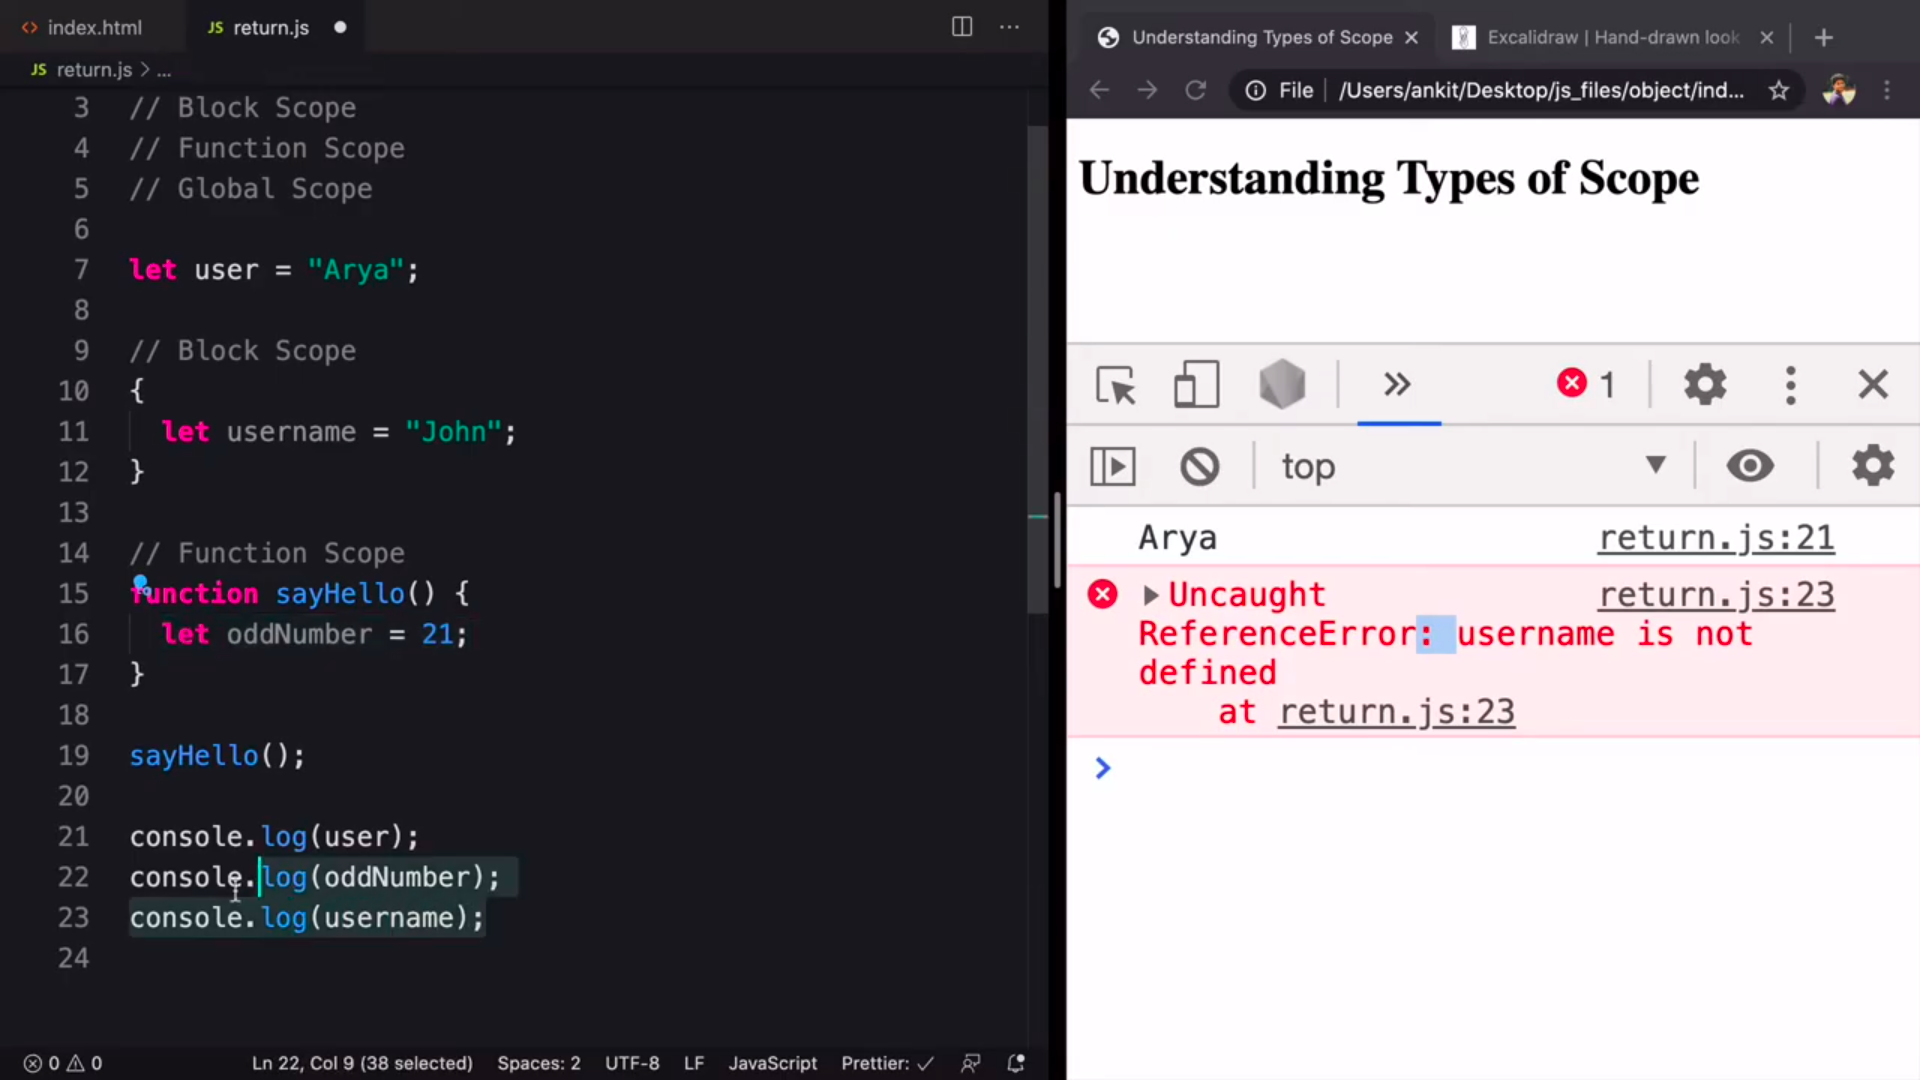 <> index.html
JS return.js
JS return.js > ...
3 // Block Scope
4 // Function Scope
5 // Global Scope
6
7 let user = "Arya";
8
9 // Block Scope
10 {
11 let username = "John";
12 }
13
14 // Function Scope
15 function sayHello() {
16 let oddNumber = 21;
17 }
18
19 sayHello();
20
21 console.log(user);
22 console.log(oddNumber);
23 console.log(username);
24
0 0 Ln 22, Col 9 (38 selected) Spaces: 2 UTF-8 LF JavaScript Prettier: ✓
Understanding Types of Scope
Excalidraw | Hand-drawn look
File /Users/ankit/Desktop/js_files/object/ind...
Understanding Types of Scope
1
top
Arya return.js:21
Uncaught return.js:23
ReferenceError: username is not
defined
at return.js:23